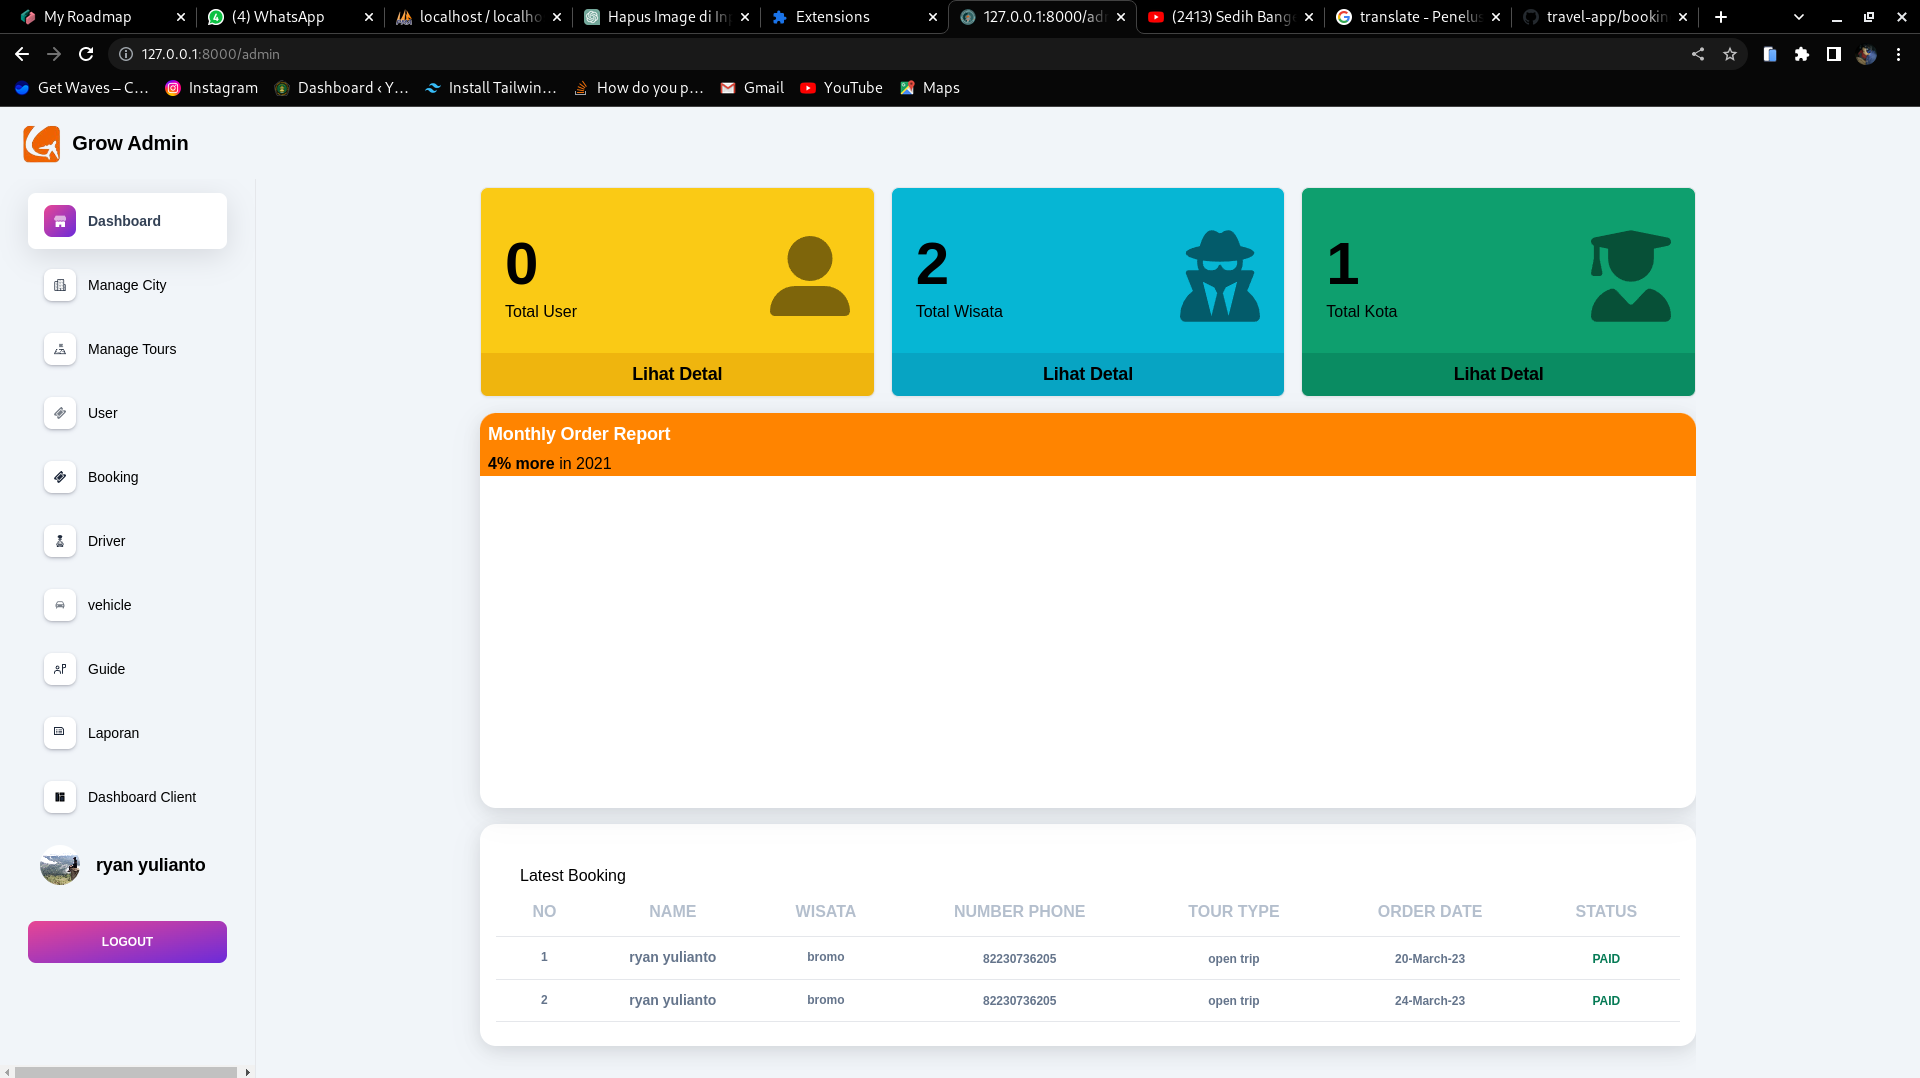 My Roadmap
(4) WhatsApp
localhost / localho
Hapus Image di Inp
Extensions
127.0.0.1:8000/adm
(2413) Sedih Bange
translate - Penelus
travel-app/bookin
127.0.0.1:8000/admin
Get Waves – C...
Instagram
Dashboard ‹ Y...
Install Tailwin...
How do you p...
Gmail
YouTube
Maps
Grow Admin
Dashboard
Manage City
Manage Tours
User
Booking
Driver
vehicle
Guide
Laporan
Dashboard Client
ryan yulianto
LOGOUT
0
Total User
Lihat Detal
2
Total Wisata
Lihat Detal
1
Total Kota
Lihat Detal
Monthly Order Report
4% more in 2021
Latest Booking
NO NAME WISATA NUMBER PHONE TOUR TYPE ORDER DATE STATUS
1 ryan yulianto bromo 82230736205 open trip 20-March-23 PAID
2 ryan yulianto bromo 82230736205 open trip 24-March-23 PAID